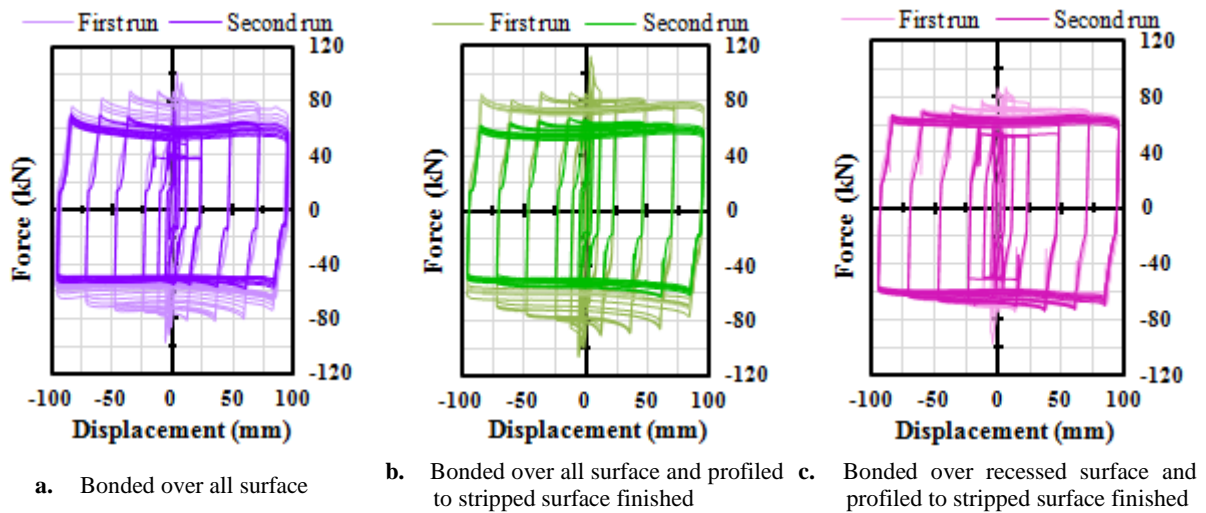 First run Second run
120
80
40
0
-40
-80
-120
Force (kN)
-100 -50 0 50 100
Displacement (mm)
a. Bonded over all surface
First run Second run
120
80
40
0
-40
-80
-120
Force (kN)
-100 -50 0 50 100
Displacement (mm)
b. Bonded over all surface and profiled
to stripped surface finished
First run Second run
120
80
40
0
-40
-80
-120
Force (kN)
-100 -50 0 50 100
Displacement (mm)
c. Bonded over recessed surface and
profiled to stripped surface finished